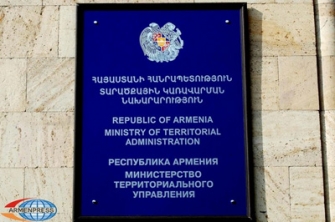 ՀԱՅԱՍՏԱՆԻ ՀԱՆՐԱՊԵՏՈՒԹՅՈՒՆ
ՏԱՐԱԾՔԱՅԻՆ ԿԱՌԱՎԱՐՄԱՆ
ՆԱԽԱՐԱՐՈՒԹՅՈՒՆ
REPUBLIC OF ARMENIA
MINISTRY OF TERRITORIAL
ADMINISTRATION
РЕСПУБЛИКА АРМЕНИЯ
МИНИСТЕРСТВО
ТЕРРИТОРИАЛЬНОГО
УПРАВЛЕНИЯ
ARMENPRESS